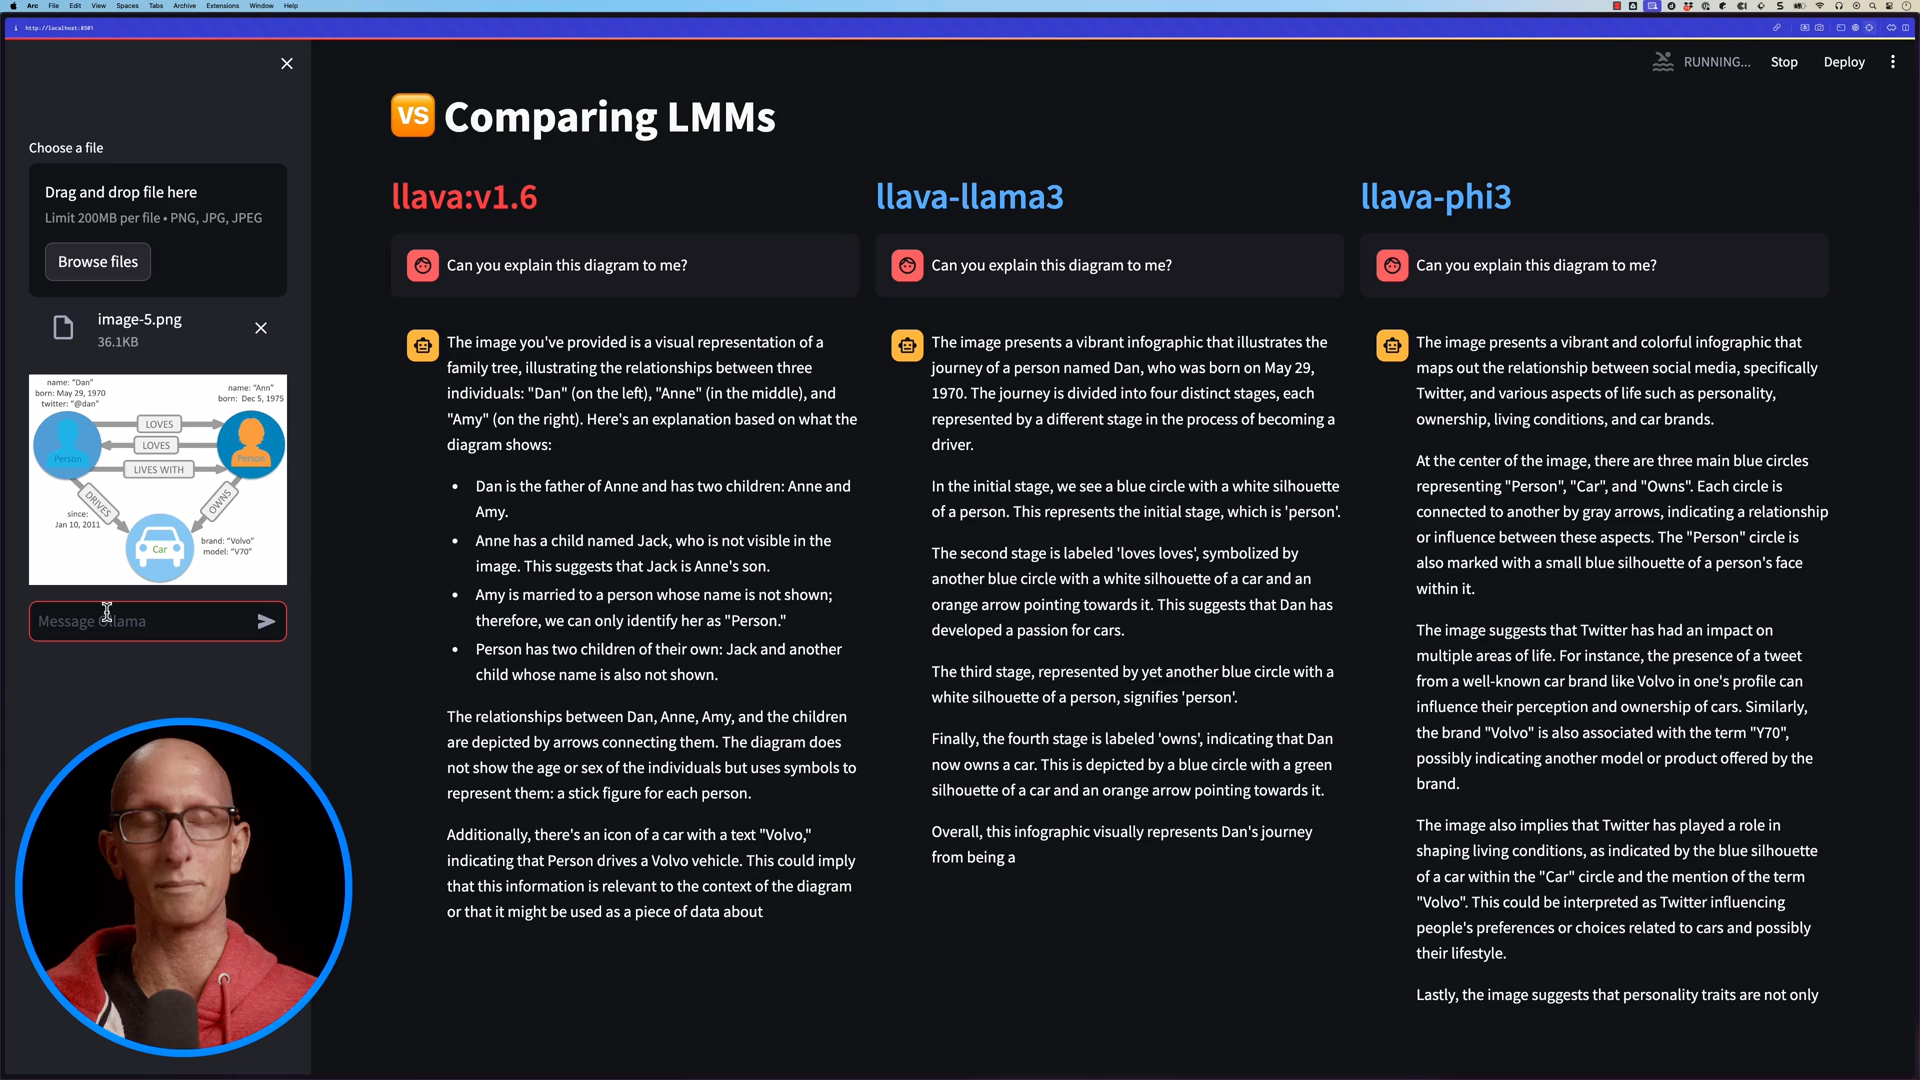 Arc File Edit View Spaces Tabs Archive Extensions Window Help
http://localhost:8501
RUNNING... Stop Deploy
VS Comparing LMMs
Choose a file
Drag and drop file here
Limit 200MB per file • PNG, JPG, JPEG
Browse files
image-5.png
36.1KB
name: "Dan"
born: May 29, 1970
twitter: "@dan"
name: "Ann"
born: Dec 5, 1975
LOVES
LOVES
LIVES WITH
Person
Person
DRIVES
OWNS
since:
Jan 10, 2011
Car
brand: "Volvo"
model: "V70"
Message Ollama
llava:v1.6
Can you explain this diagram to me?
The image you've provided is a visual representation of a
family tree, illustrating the relationships between three
individuals: "Dan" (on the left), "Anne" (in the middle), and
"Amy" (on the right). Here's an explanation based on what the
diagram shows:
• Dan is the father of Anne and has two children: Anne and
Amy.
• Anne has a child named Jack, who is not visible in the
image. This suggests that Jack is Anne's son.
• Amy is married to a person whose name is not shown;
therefore, we can only identify her as "Person."
• Person has two children of their own: Jack and another
child whose name is also not shown.
The relationships between Dan, Anne, Amy, and the children
are depicted by arrows connecting them. The diagram does
not show the age or sex of the individuals but uses symbols to
represent them: a stick figure for each person.
Additionally, there's an icon of a car with a text "Volvo,"
indicating that Person drives a Volvo vehicle. This could imply
that this information is relevant to the context of the diagram
or that it might be used as a piece of data about
llava-llama3
Can you explain this diagram to me?
The image presents a vibrant infographic that illustrates the
journey of a person named Dan, who was born on May 29,
1970. The journey is divided into four distinct stages, each
represented by a different stage in the process of becoming a
driver.
In the initial stage, we see a blue circle with a white silhouette
of a person. This represents the initial stage, which is 'person'.
The second stage is labeled 'loves loves', symbolized by
another blue circle with a white silhouette of a car and an
orange arrow pointing towards it. This suggests that Dan has
developed a passion for cars.
The third stage, represented by yet another blue circle with a
white silhouette of a person, signifies 'person'.
Finally, the fourth stage is labeled 'owns', indicating that Dan
now owns a car. This is depicted by a blue circle with a green
silhouette of a car and an orange arrow pointing towards it.
Overall, this infographic visually represents Dan's journey
from being a
llava-phi3
Can you explain this diagram to me?
The image presents a vibrant and colorful infographic that
maps out the relationship between social media, specifically
Twitter, and various aspects of life such as personality,
ownership, living conditions, and car brands.
At the center of the image, there are three main blue circles
representing "Person", "Car", and "Owns". Each circle is
connected to another by gray arrows, indicating a relationship
or influence between these aspects. The "Person" circle is
also marked with a small blue silhouette of a person's face
within it.
The image suggests that Twitter has had an impact on
multiple areas of life. For instance, the presence of a tweet
from a well-known car brand like Volvo in one's profile can
influence their perception and ownership of cars. Similarly,
the brand "Volvo" is also associated with the term "Y70",
possibly indicating another model or product offered by the
brand.
The image also implies that Twitter has played a role in
shaping living conditions, as indicated by the blue silhouette
of a car within the "Car" circle and the mention of the term
"Volvo". This could be interpreted as Twitter influencing
people's preferences or choices related to cars and possibly
their lifestyle.
Lastly, the image suggests that personality traits are not only